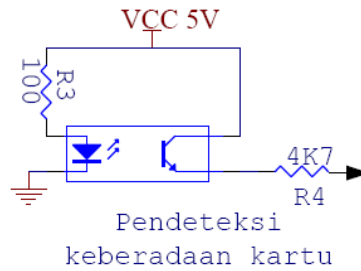 VCC 5V
R3
100
4K7
R4
Pendeteksi
keberadaan kartu